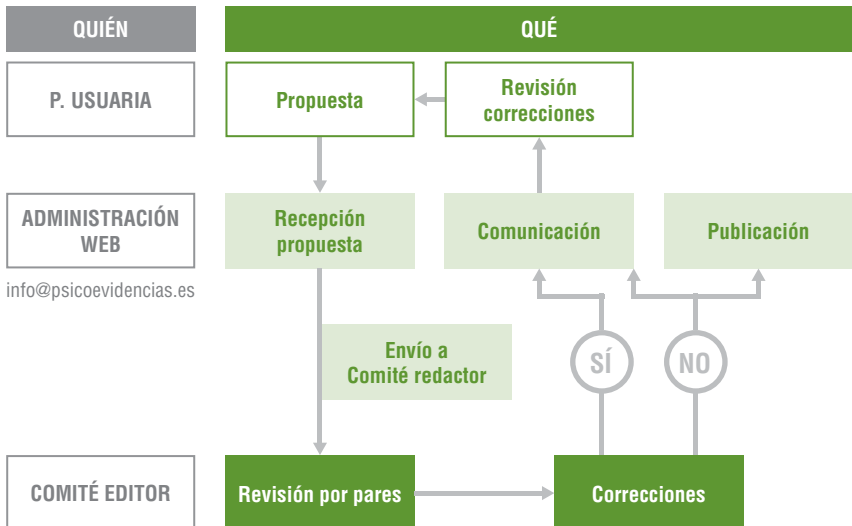 QUIÉN
QUÉ
P. USUARIA
Propuesta
Revisión
correcciones
ADMINISTRACIÓN
WEB
Recepción
propuesta
Comunicación
Publicación
info@psicoevidencias.es
Envío a
Comité redactor
SÍ
NO
COMITÉ EDITOR
Revisión por pares
Correcciones